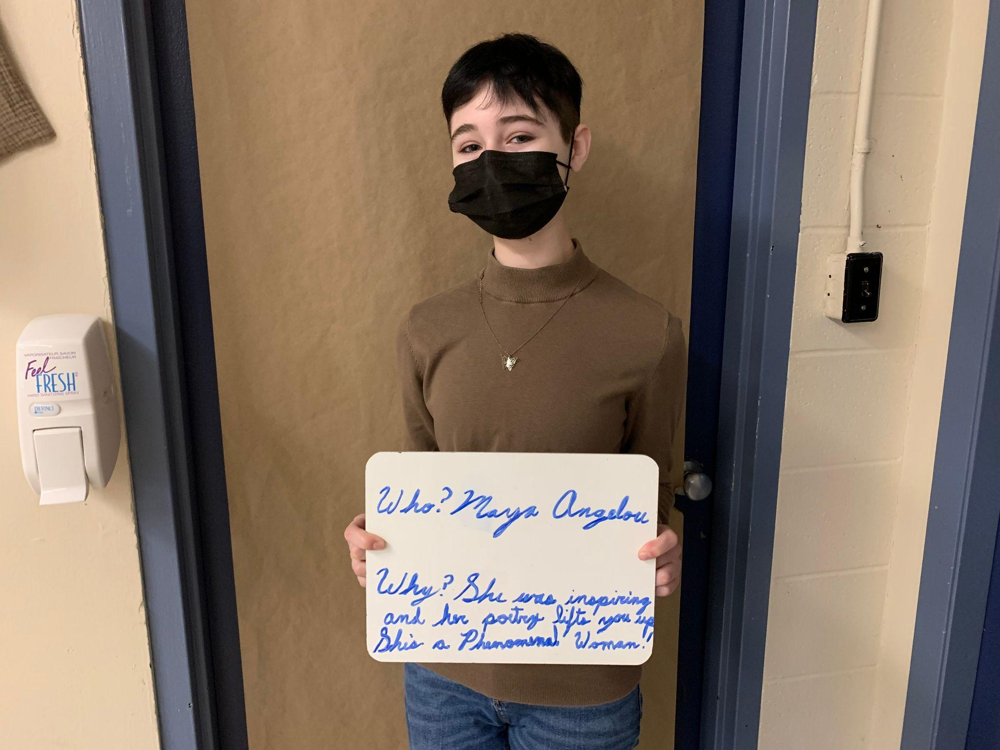 VAPORISATEUR SAVON
FRAÎCHEUR
Feel
FRESH
HAND SANITIZING SPRAY
DA VINCI
Who? Maya Angelou
Why? She was inspiring
and her poetry lifts you up
She's a Phenomenal Woman!